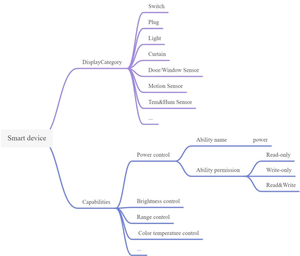 Smart device
DisplayCategory
Switch
Plug
Light
Curtain
Door/Window Sensor
Motion Sensor
Tem&Hum Sensor
...
Capabilities
Power control
Ability name
power
Ability permission
Read-only
Write-only
Read&Write
Brightness control
Range control
Color temperature control
...